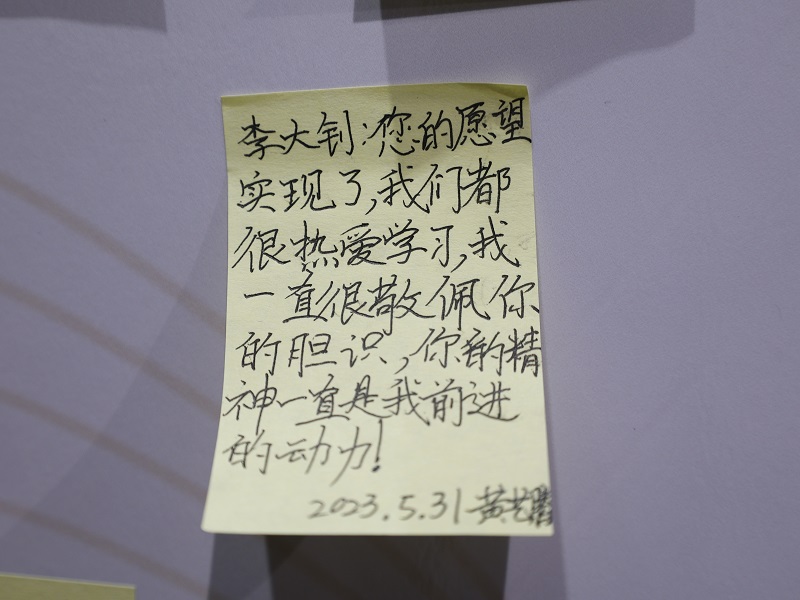 李大钊:您的愿望
实现了,我们都
很热爱学习,我
一直很敬佩你
的胆识,你的精
神一直是我前进
的动力!
2023.5.31 黄艺